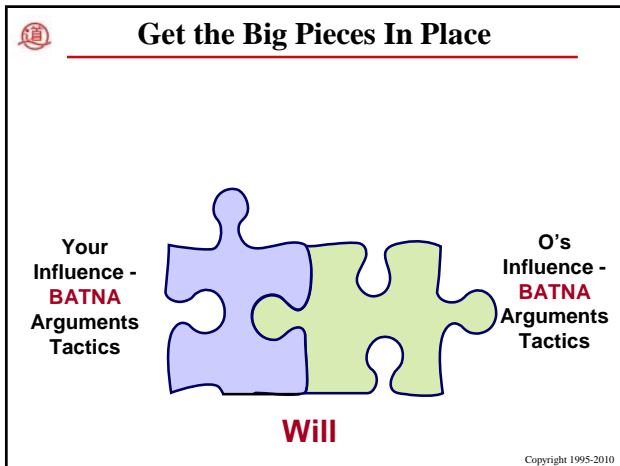 道
Get the Big Pieces In Place
Your
Influence -
BATNA
Arguments
Tactics
O's
Influence -
BATNA
Arguments
Tactics
Will
Copyright 1995-2010